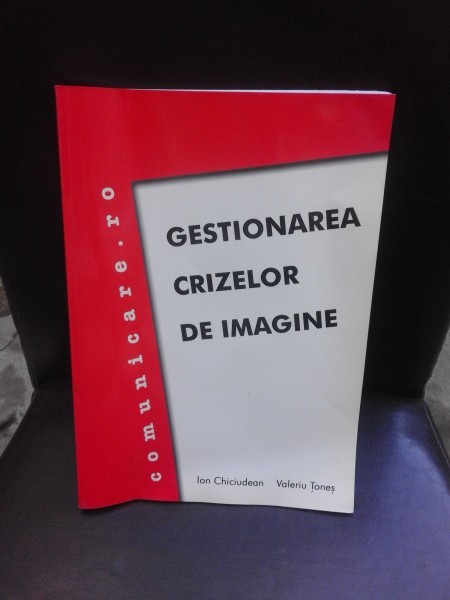 comunicare.ro
GESTIONAREA
CRIZELOR
DE IMAGINE
Ion Chiciudean Valeriu Țoneș